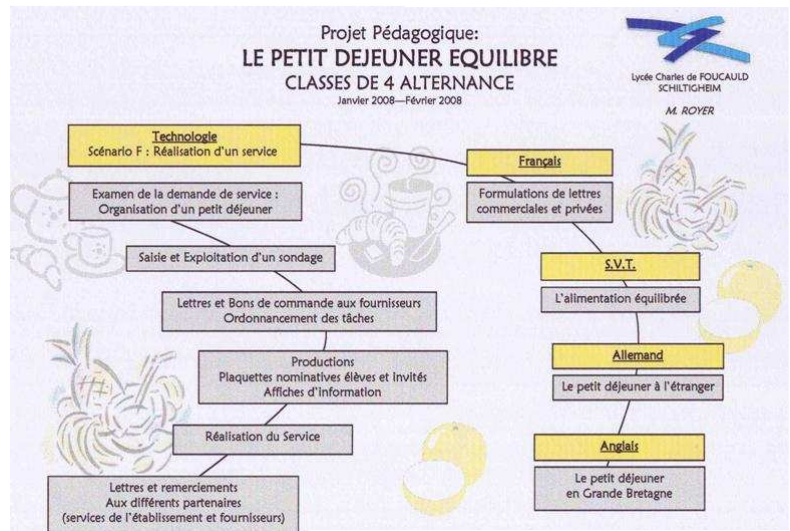 Projet Pédagogique:
LE PETIT DEJEUNER EQUILIBRE
CLASSES DE 4 ALTERNANCE
Janvier 2008—Février 2008
Lycée Charles de FOUCAULD
SCHILTIGHEIM
M. ROYER
Technologie
Scénario F : Réalisation d'un service
Examen de la demande de service :
Organisation d'un petit déjeuner
Saisie et Exploitation d'un sondage
Lettres et Bons de commande aux fournisseurs
Ordonnancement des tâches
Productions
Plaquettes nominatives élèves et Invités
Affiches d'Information
Réalisation du Service
Lettres et remerciements
Aux différents partenaires
(services de l'établissement et fournisseurs)
Français
Formulations de lettres
commerciales et privées
S.V.T.
L'alimentation équilibrée
Allemand
Le petit déjeuner à l'étranger
Anglais
Le petit déjeuner
en Grande Bretagne